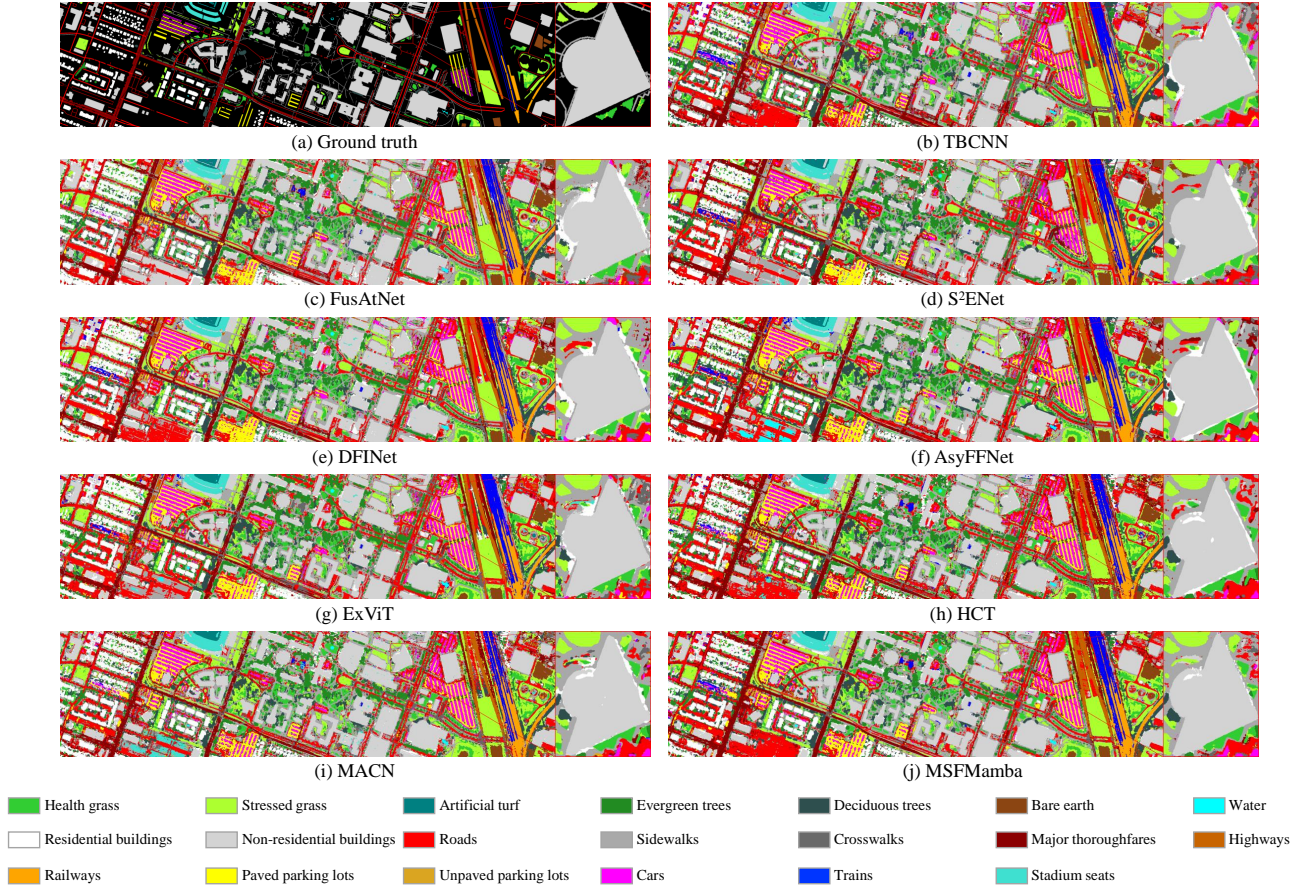 (a) Ground truth
(b) TBCNN
(c) FusAtNet
(d) S²ENet
(e) DFINet
(f) AsyFFNet
(g) ExViT
(h) HCT
(i) MACN
(j) MSFMamba
Health grass Stressed grass Artificial turf Evergreen trees Deciduous trees Bare earth Water
Residential buildings Non-residential buildings Roads Sidewalks Crosswalks Major thoroughfares Highways
Railways Paved parking lots Unpaved parking lots Cars Trains Stadium seats